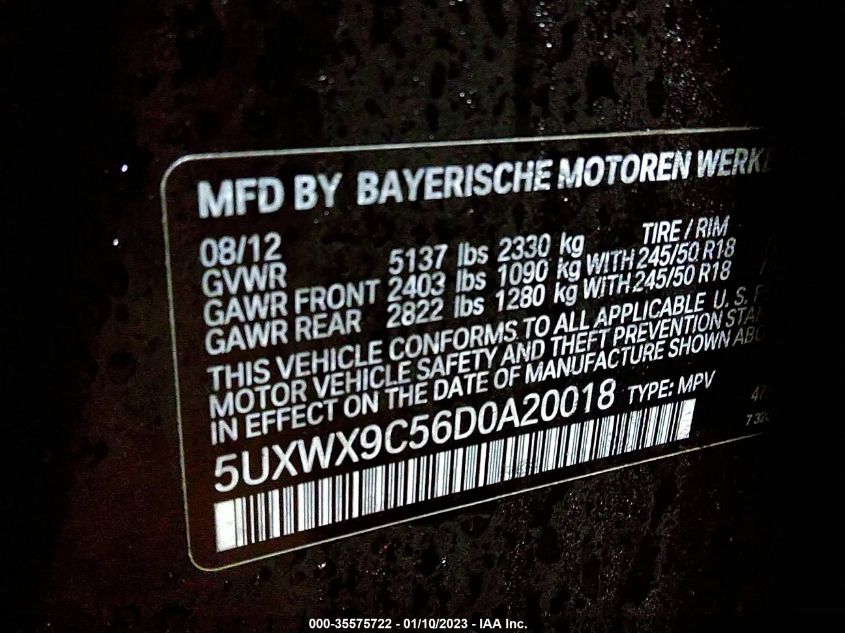 MFD BY BAYERISCHE MOTOREN WERKE
08/12
GVWR 5137 lbs 2330 kg TIRE / RIM
GAWR FRONT 2403 lbs 1090 kg WITH 245/50 R18
GAWR REAR 2822 lbs 1280 kg WITH 245/50 R18
THIS VEHICLE CONFORMS TO ALL APPLICABLE U. S. F
MOTOR VEHICLE SAFETY AND THEFT PREVENTION STA
IN EFFECT ON THE DATE OF MANUFACTURE SHOWN ABO
5UXWX9C56D0A20018 TYPE: MPV
000-35575722 - 01/10/2023 - IAA Inc.